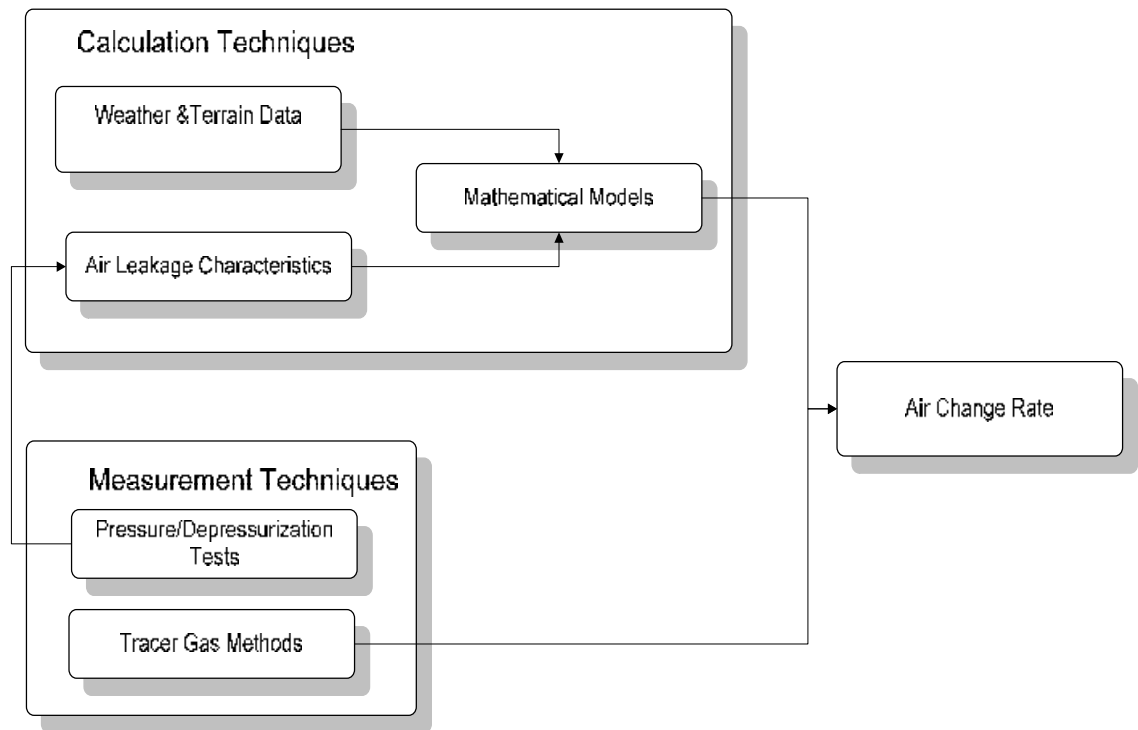 Calculation Techniques
Weather &Terrain Data
Mathematical Models
Air Leakage Characteristics
Air Change Rate
Measurement Techniques
Pressure/Depressurization
Tests
Tracer Gas Methods